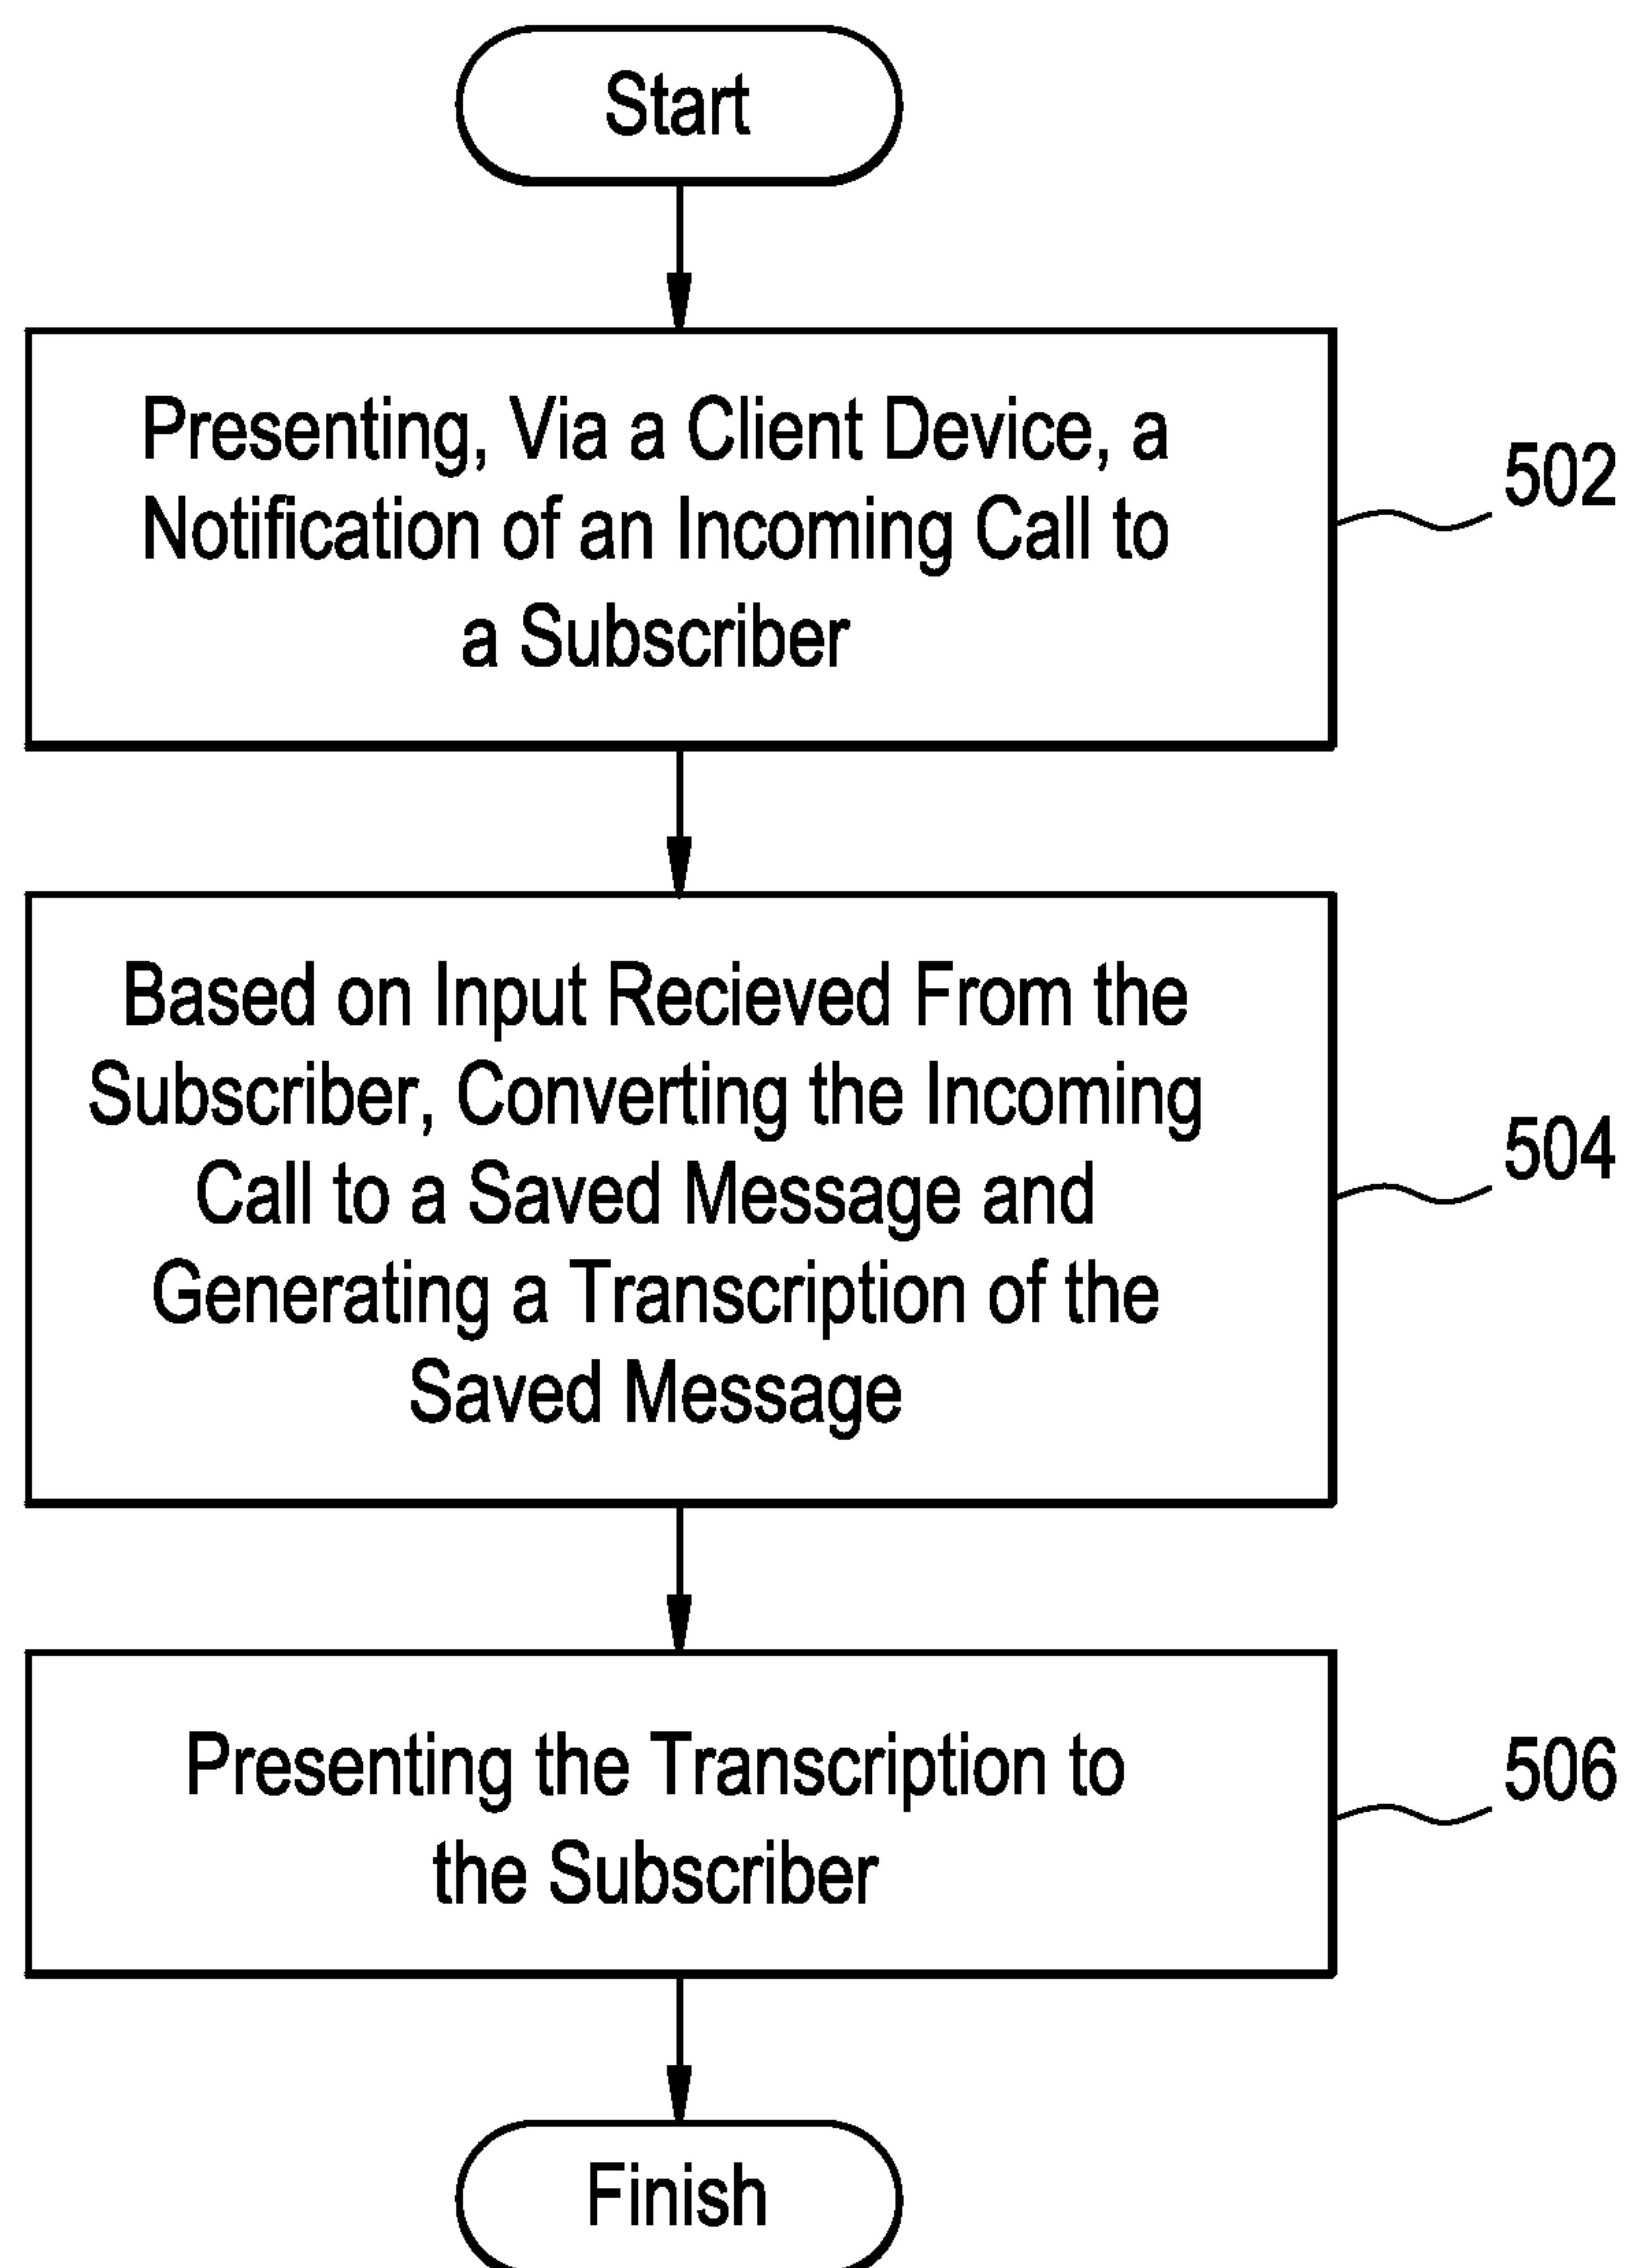 Start
Presenting, Via a Client Device, a
Notification of an Incoming Call to
a Subscriber
502
Based on Input Recieved From the
Subscriber, Converting the Incoming
Call to a Saved Message and
Generating a Transcription of the
Saved Message
504
Presenting the Transcription to
the Subscriber
506
Finish